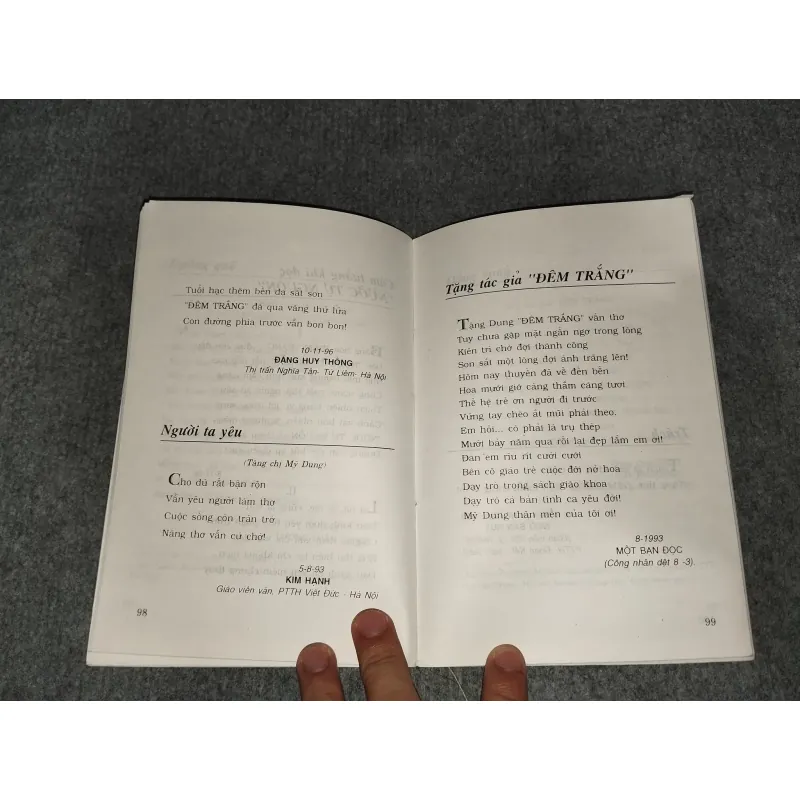 Tuổi hạc thêm bền dạ sắt son
"ĐÊM TRẮNG" đã qua vàng thử lửa
Con đường phía trước vẫn bon bon!
10-11-96
ĐẶNG HUY THÔNG
Thị trấn Nghĩa Tân- Từ Liêm- Hà Nội
Người ta yêu
(Tặng chị Mỹ Dung)
Cho dù rất bận rộn
Vẫn yêu người làm thơ
Cuộc sống còn trăn trở
Nàng thơ vẫn cứ chờ!
5-8-93
KIM HẠNH
Giáo viên văn, PTTH Việt Đức - Hà Nội
98
Tặng tác giả "ĐÊM TRẮNG"
Tặng Dung "ĐÊM TRẮNG" vần thơ
Tuy chưa gặp mặt ngẩn ngơ trong lòng
Kiên trì chờ đợi thành công
Son sắt một lòng đợi ánh trăng lên!
Hôm nay thuyền đã về đến bến
Hoa mười giờ càng thắm càng tươi
Thế hệ trẻ ơn người đi trước
Vững tay chèo át mũi phải theo.
Em hỏi... có phải là trụ thép
Mười bảy năm qua rồi lại đẹp lắm em ơi!
Đàn em ríu rít cười cười
Bên cô giáo trẻ cuộc đời nở hoa
Dạy trò trong sách giáo khoa
Dạy trò cả bản tình ca yêu đời!
Mỹ Dung thân mến của tôi ơi!
8-1993
MỘT BẠN ĐỌC
(Công nhân dệt 8 -3).
99